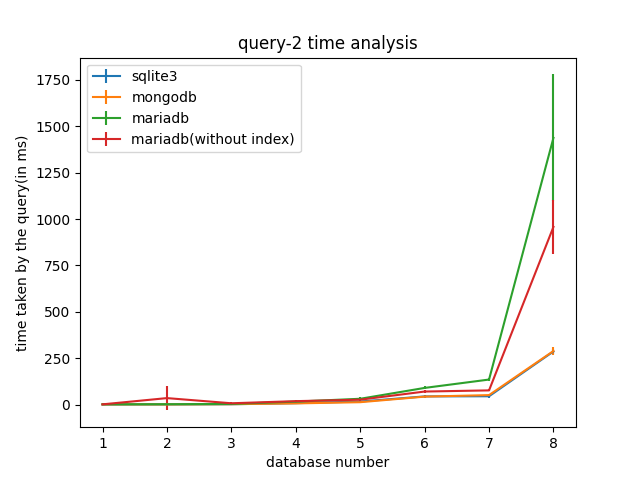 query-2 time analysis
sqlite3
mongodb
mariadb
mariadb(without index)
time taken by the query(in ms)
1750
1500
1250
1000
750
500
250
0
1 2 3 4 5 6 7 8
database number